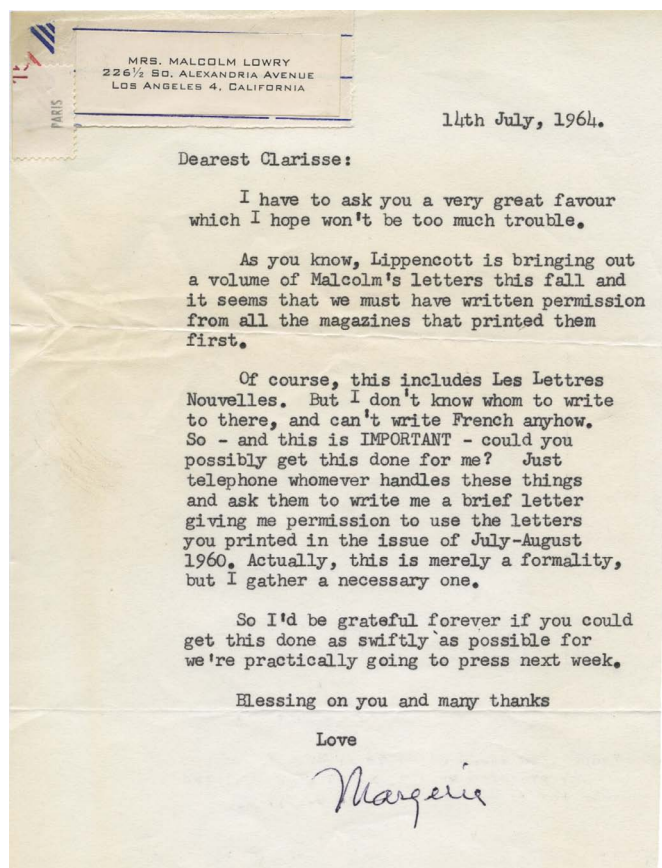 MRS. MALCOLM LOWRY
226½ SO. ALEXANDRIA AVENUE
LOS ANGELES 4, CALIFORNIA
PARIS
14th July, 1964.
Dearest Clarisse:
I have to ask you a very great favour
which I hope won't be too much trouble.
As you know, Lippencott is bringing out
a volume of Malcolm's letters this fall and
it seems that we must have written permission
from all the magazines that printed them
first.
Of course, this includes Les Lettres
Nouvelles. But I don't know whom to write
to there, and can't write French anyhow.
So - and this is IMPORTANT - could you
possibly get this done for me? Just
telephone whomever handles these things
and ask them to write me a brief letter
giving me permission to use the letters
you printed in the issue of July-August
1960. Actually, this is merely a formality,
but I gather a necessary one.
So I'd be grateful forever if you could
get this done as swiftly as possible for
we're practically going to press next week.
Blessing on you and many thanks
Love
Margerie